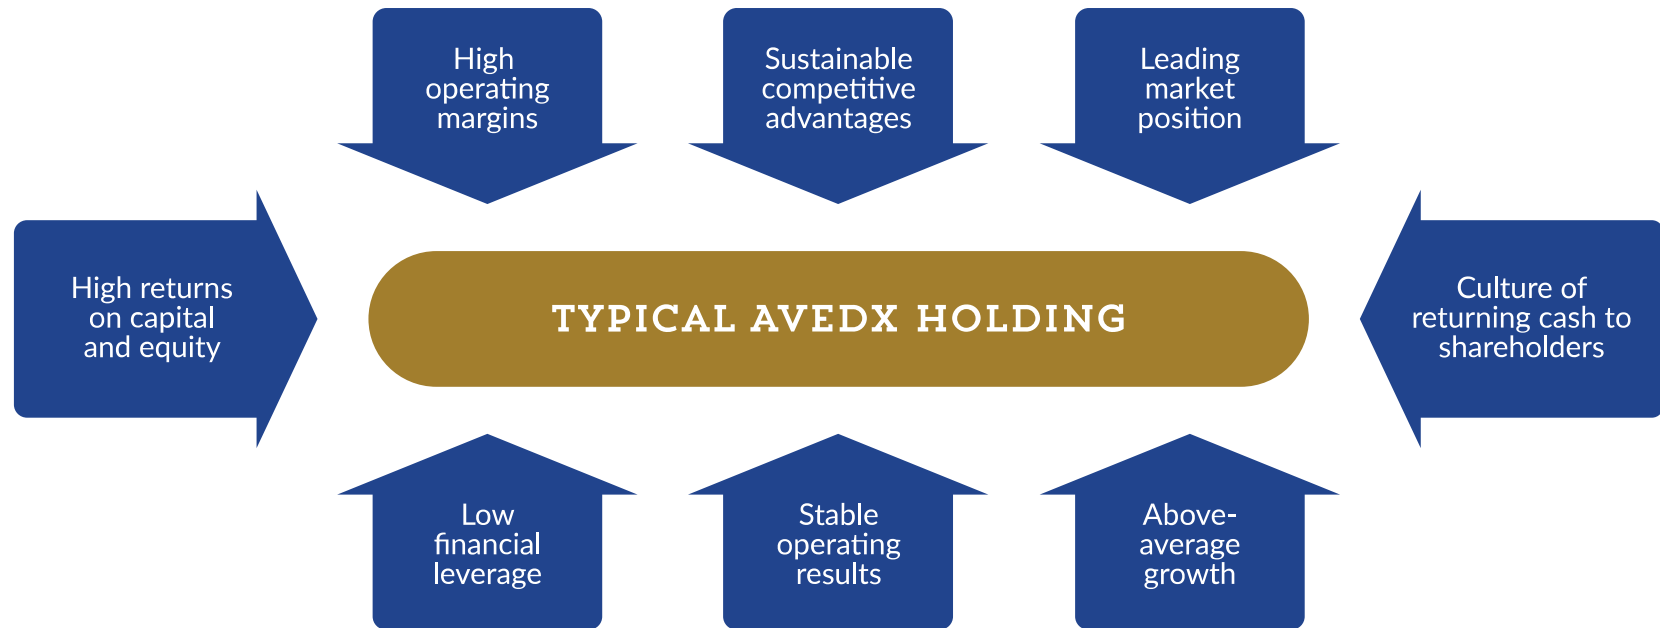 High
operating
margins
Sustainable
competitive
advantages
Leading
market
position
High returns
on capital
and equity
TYPICAL AVEDX HOLDING
Culture of
returning cash to
shareholders
Low
financial
leverage
Stable
operating
results
Above-
average
growth